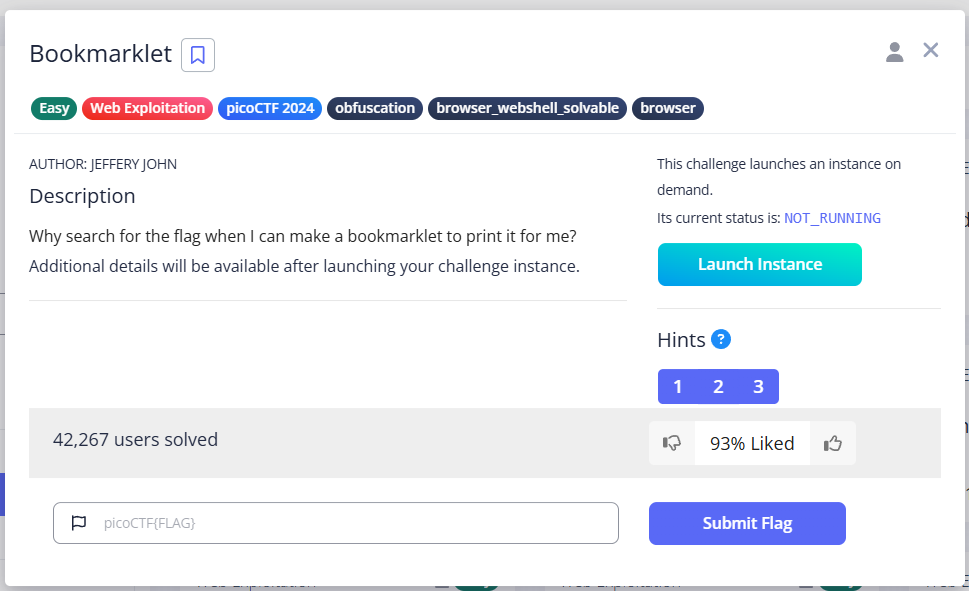 Bookmarklet
Easy Web Exploitation picoCTF 2024 obfuscation browser_webshell_solvable browser
AUTHOR: JEFFERY JOHN
Description
Why search for the flag when I can make a bookmarklet to print it for me?
Additional details will be available after launching your challenge instance.
This challenge launches an instance on
demand.
Its current status is: NOT_RUNNING
Launch Instance
Hints ?
1 2 3
42,267 users solved
93% Liked
picoCTF{FLAG}
Submit Flag